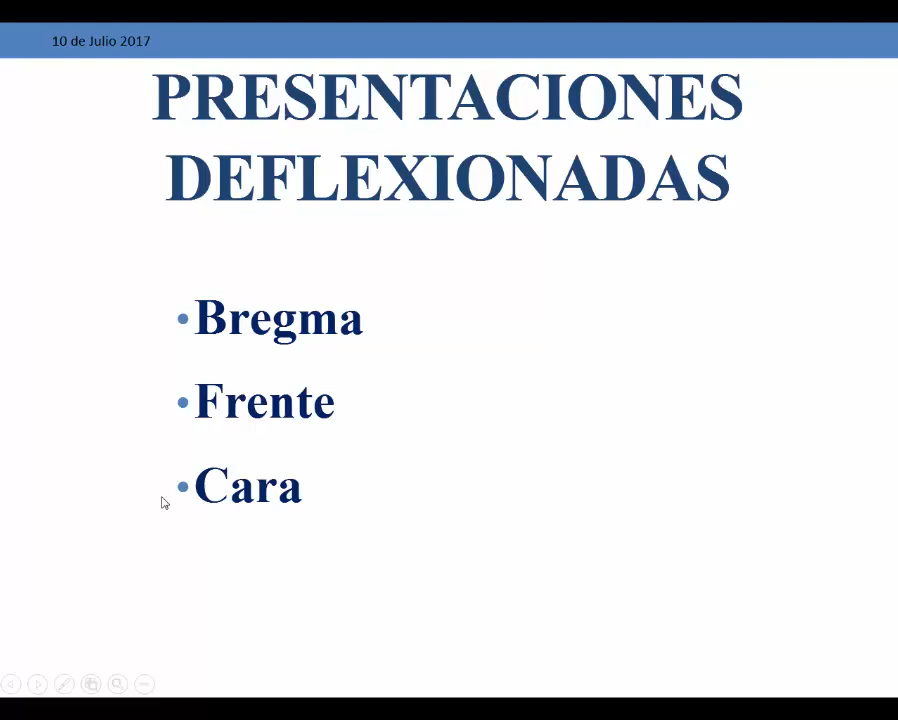 10 de Julio 2017
PRESENTACIONES
DEFLEXIONADAS
•Bregma
•Frente
•Cara